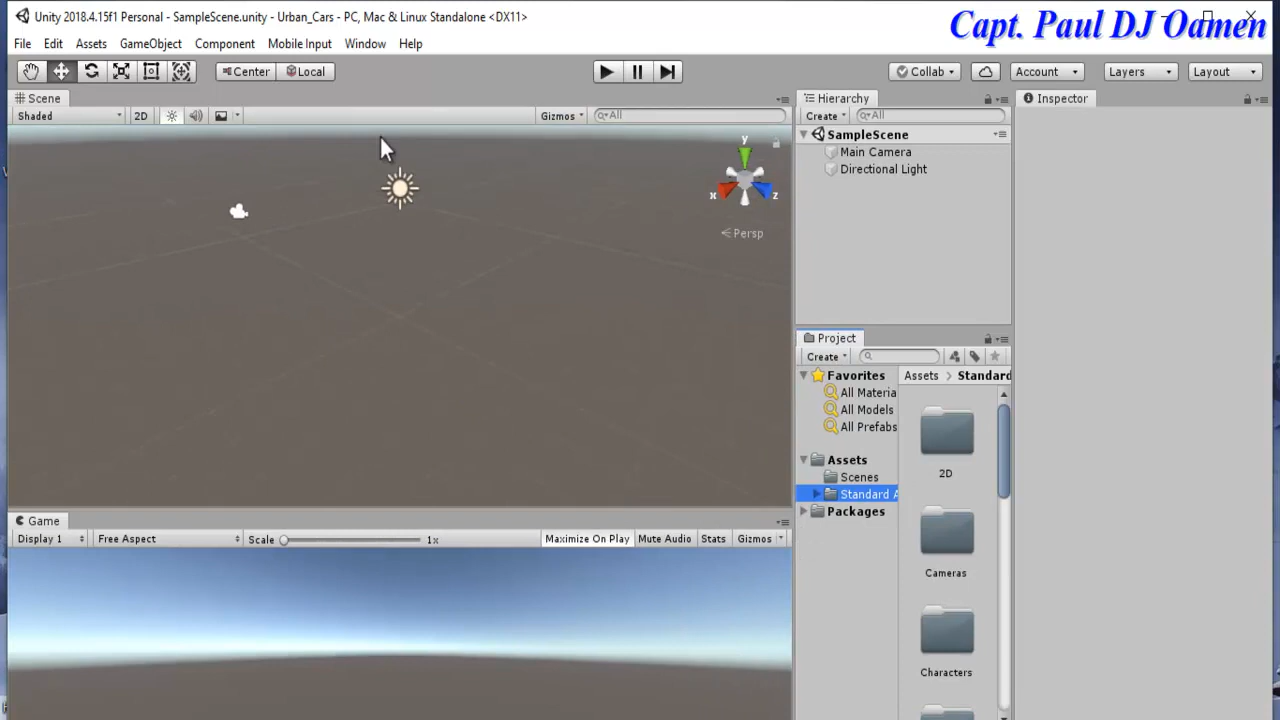 Unity 2018.4.15f1 Personal - SampleScene.unity - Urban_Cars - PC, Mac & Linux Standalone <DX11>
Capt. Paul DJ Oamen
File Edit Assets GameObject Component Mobile Input Window Help
Center Local Collab Account Layers Layout
Scene
Shaded 2D Gizmos All
y
x z
Persp
Hierarchy
Create All
SampleScene
Main Camera
Directional Light
Inspector
Project
Create
Favorites
All Materia
All Models
All Prefabs
Assets
Scenes
Standard A
Packages
Assets > Standard
2D
Cameras
Characters
Game
Display 1 Free Aspect Scale 1x Maximize On Play Mute Audio Stats Gizmos